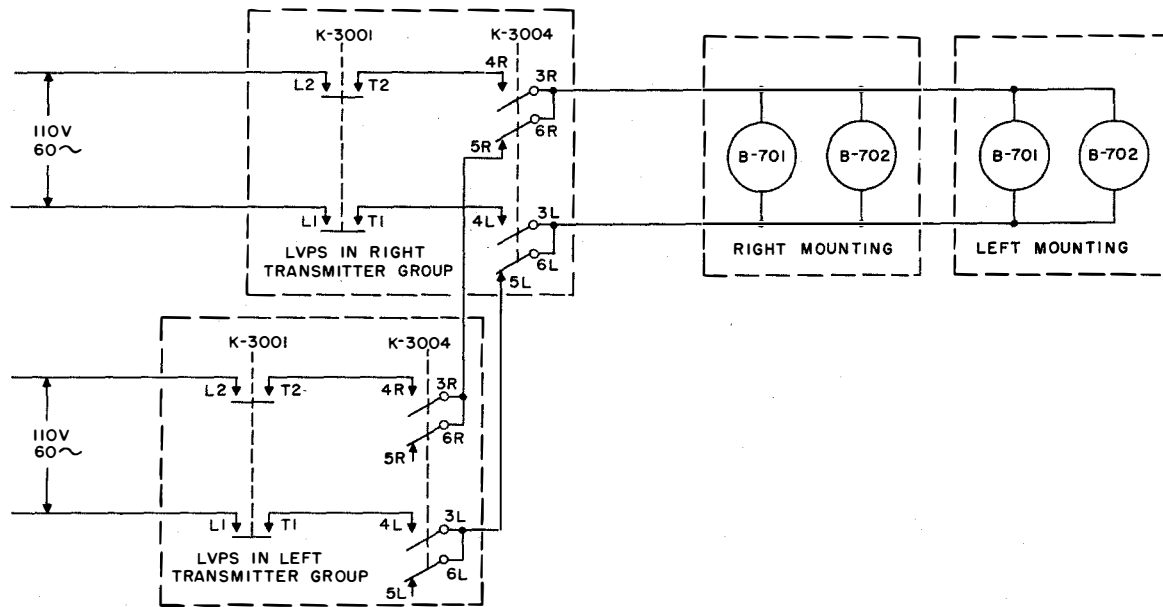 K-3001
K-3004
4R
3R
L2
T2
6R
5R
110V
60~
L1
T1
4L
3L
6L
5L
LVPS IN RIGHT
TRANSMITTER GROUP
B-701
B-702
RIGHT MOUNTING
B-701
B-702
LEFT MOUNTING
K-3001
K-3004
L2
T2
4R
3R
6R
5R
110V
60~
L1
T1
4L
3L
6L
5L
LVPS IN LEFT
TRANSMITTER GROUP